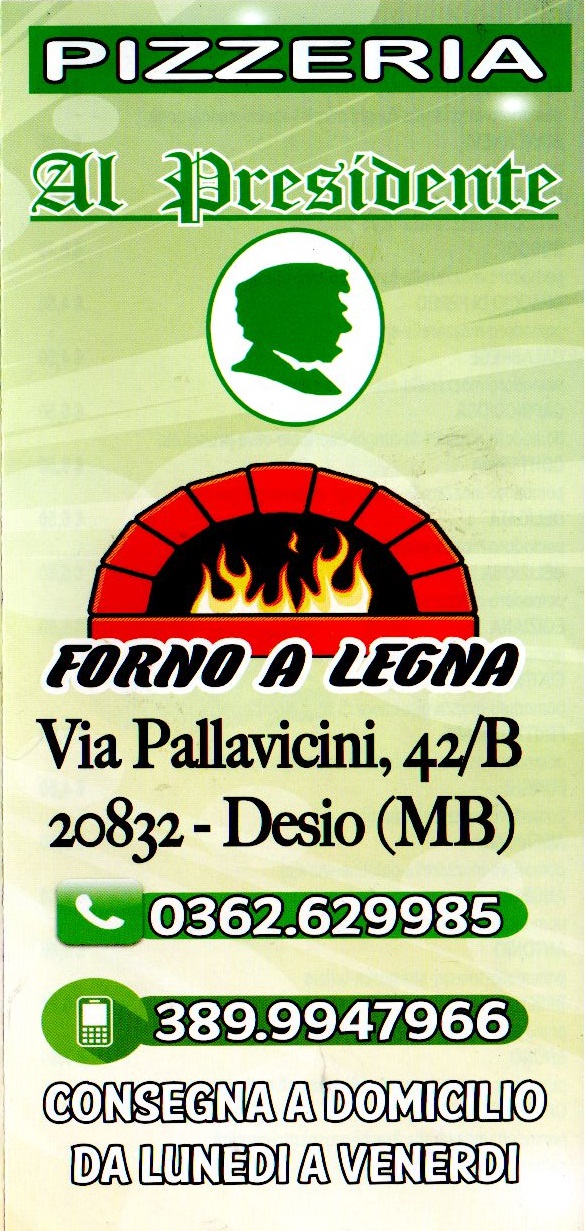 PIZZERIA
Al Presidente
FORNO A LEGNA
Via Pallavicini, 42/B
20832 - Desio (MB)
0362.629985
389.9947966
CONSEGNA A DOMICILIO
DA LUNEDI A VENERDI